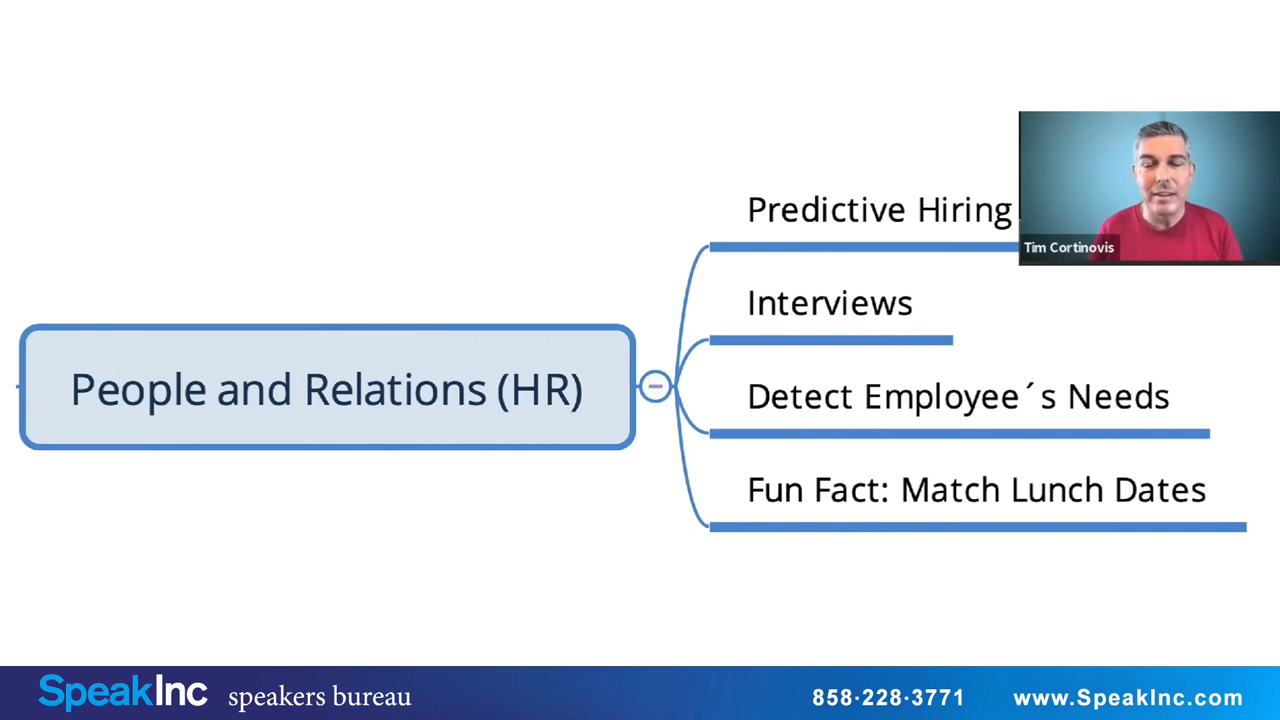 Predictive Hiring
Tim Cortinovis
Interviews
People and Relations (HR)
Detect Employee´s Needs
Fun Fact: Match Lunch Dates
SpeakInc speakers bureau
858·228·3771
www.SpeakInc.com